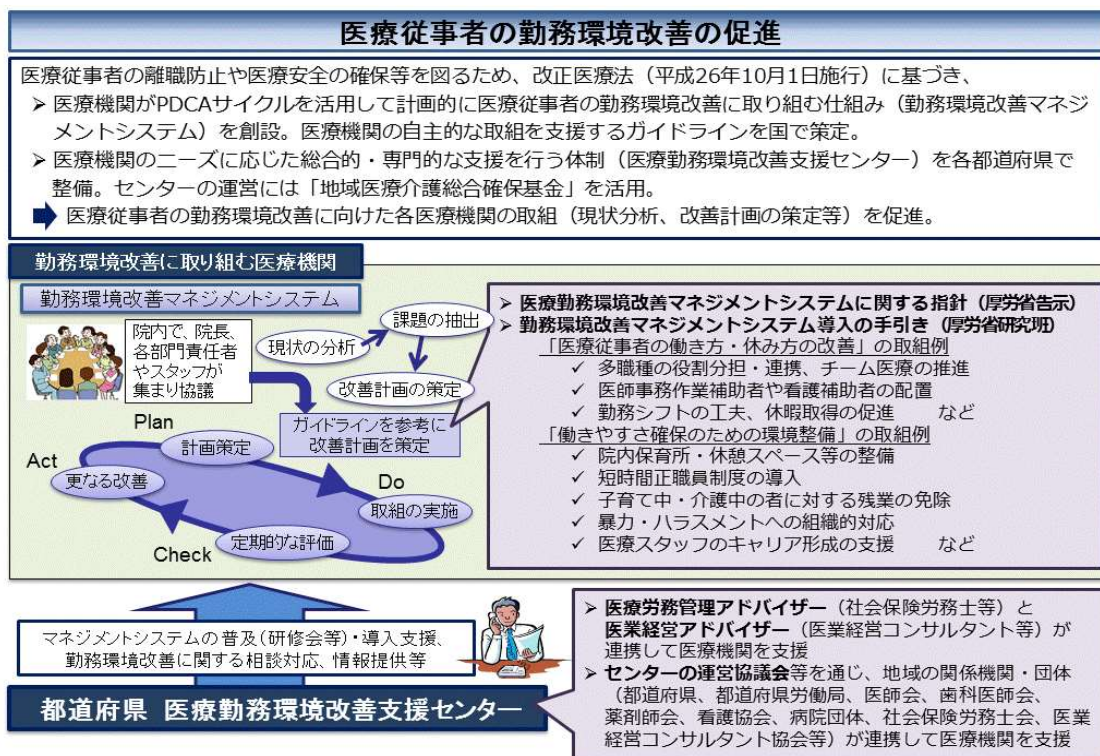 医療従事者の勤務環境改善の促進
医療従事者の離職防止や医療安全の確保等を図るため、改正医療法（平成26年10月1日施行）に基づき、
➢ 医療機関がPDCAサイクルを活用して計画的に医療従事者の勤務環境改善に取り組む仕組み（勤務環境改善マネジ
メントシステム）を創設。医療機関の自主的な取組を支援するガイドラインを国で策定。
➢ 医療機関のニーズに応じた総合的・専門的な支援を行う体制（医療勤務環境改善支援センター）を各都道府県で
整備。センターの運営には「地域医療介護総合確保基金」を活用。
医療従事者の勤務環境改善に向けた各医療機関の取組（現状分析、改善計画の策定等）を促進。
勤務環境改善に取り組む医療機関
勤務環境改善マネジメントシステム
院内で、院長、
各部門責任者
やスタッフが
集まり協議
現状の分析
課題の抽出
改善計画の策定
ガイドラインを参考に
改善計画を策定
Plan
計画策定
Act
更なる改善
Do
取組の実施
Check
定期的な評価
➢ 医療勤務環境改善マネジメントシステムに関する指針（厚労省告示）
➢ 勤務環境改善マネジメントシステム導入の手引き（厚労省研究班）
「医療従事者の働き方・休み方の改善」の取組例
✓ 多職種の役割分担・連携、チーム医療の推進
✓ 医師事務作業補助者や看護補助者の配置
✓ 勤務シフトの工夫、休暇取得の促進 など
「働きやすさ確保のための環境整備」の取組例
✓ 院内保育所・休憩スペース等の整備
✓ 短時間正職員制度の導入
✓ 子育て中・介護中の者に対する残業の免除
✓ 暴力・ハラスメントへの組織的対応
✓ 医療スタッフのキャリア形成の支援 など
マネジメントシステムの普及（研修会等）・導入支援、
勤務環境改善に関する相談対応、情報提供等
都道府県 医療勤務環境改善支援センター
➢ 医療労務管理アドバイザー（社会保険労務士等）と
医業経営アドバイザー（医業経営コンサルタント等）が
連携して医療機関を支援
➢ センターの運営協議会等を通じ、地域の関係機関・団体
（都道府県、都道府県労働局、医師会、歯科医師会、
薬剤師会、看護協会、病院団体、社会保険労務士会、医業
経営コンサルタント協会等）が連携して医療機関を支援